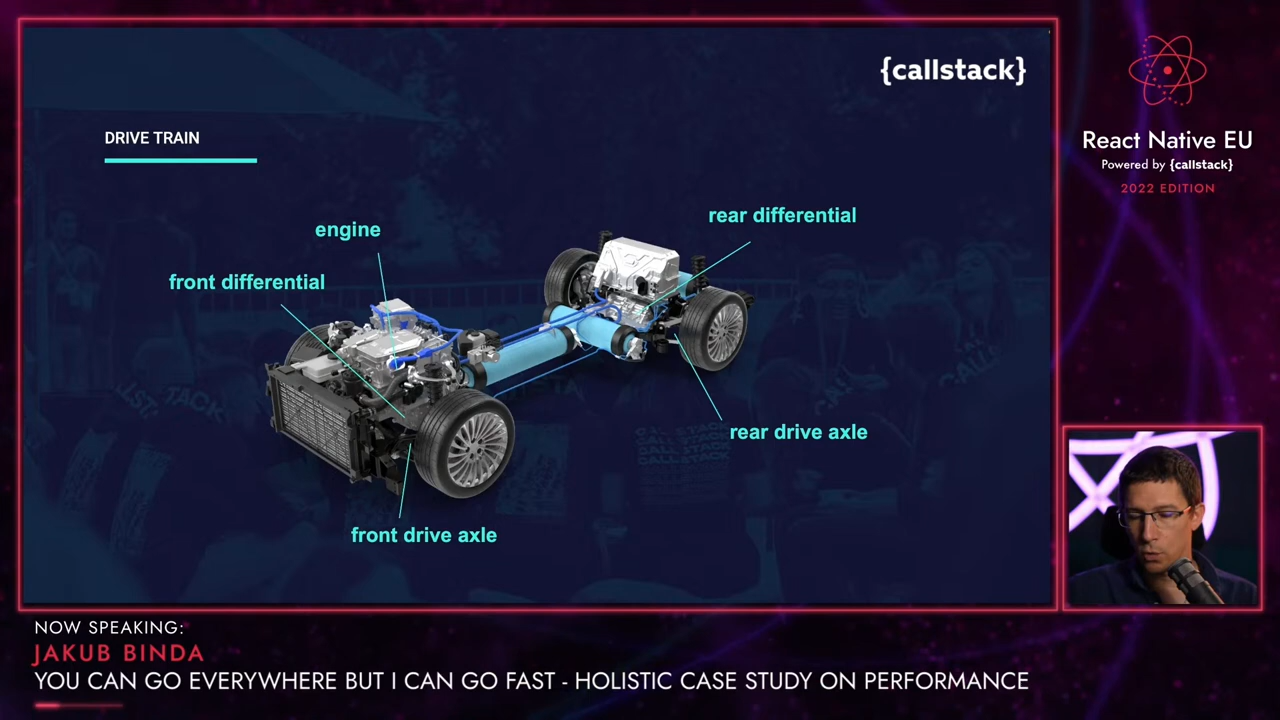 {callstack}
DRIVE TRAIN
rear differential
engine
front differential
rear drive axle
front drive axle
React Native EU
Powered by {callstack}
2022 EDITION
NOW SPEAKING:
JAKUB BINDA
YOU CAN GO EVERYWHERE BUT I CAN GO FAST - HOLISTIC CASE STUDY ON PERFORMANCE